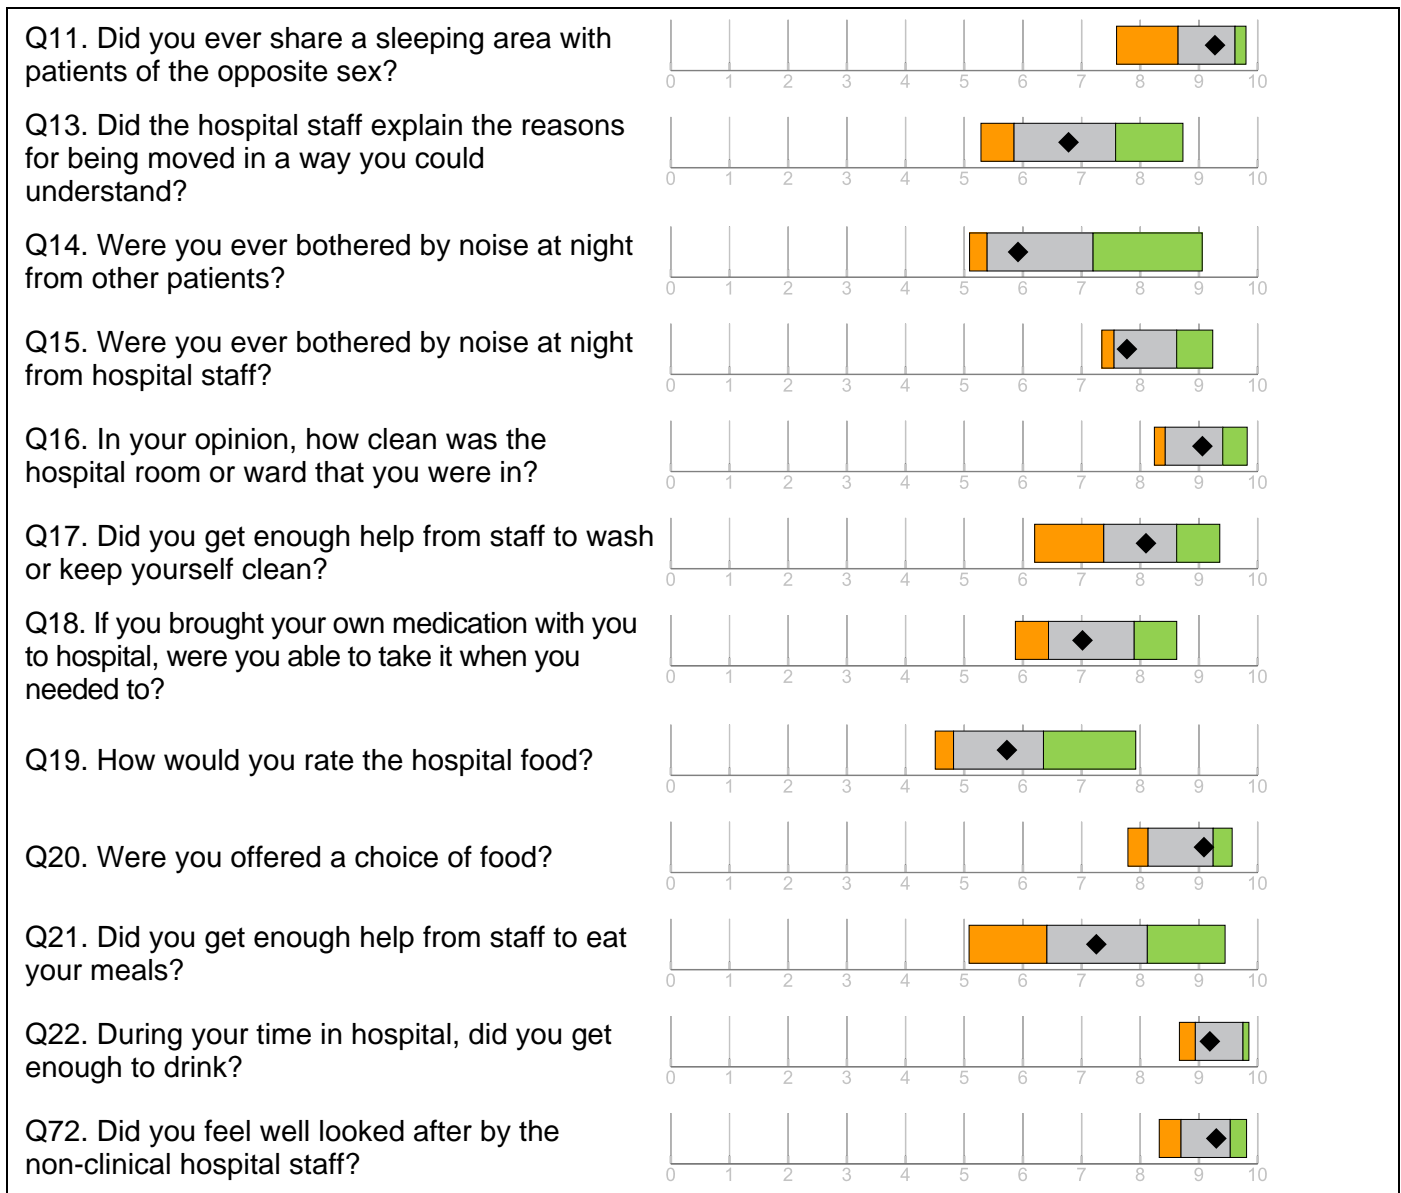 Q11. Did you ever share a sleeping area with
patients of the opposite sex?
0 1 2 3 4 5 6 7 8 9 10
Q13. Did the hospital staff explain the reasons
for being moved in a way you could
understand?
0 1 2 3 4 5 6 7 8 9 10
Q14. Were you ever bothered by noise at night
from other patients?
0 1 2 3 4 5 6 7 8 9 10
Q15. Were you ever bothered by noise at night
from hospital staff?
0 1 2 3 4 5 6 7 8 9 10
Q16. In your opinion, how clean was the
hospital room or ward that you were in?
0 1 2 3 4 5 6 7 8 9 10
Q17. Did you get enough help from staff to wash
or keep yourself clean?
0 1 2 3 4 5 6 7 8 9 10
Q18. If you brought your own medication with you
to hospital, were you able to take it when you
needed to?
0 1 2 3 4 5 6 7 8 9 10
Q19. How would you rate the hospital food?
0 1 2 3 4 5 6 7 8 9 10
Q20. Were you offered a choice of food?
0 1 2 3 4 5 6 7 8 9 10
Q21. Did you get enough help from staff to eat
your meals?
0 1 2 3 4 5 6 7 8 9 10
Q22. During your time in hospital, did you get
enough to drink?
0 1 2 3 4 5 6 7 8 9 10
Q72. Did you feel well looked after by the
non-clinical hospital staff?
0 1 2 3 4 5 6 7 8 9 10